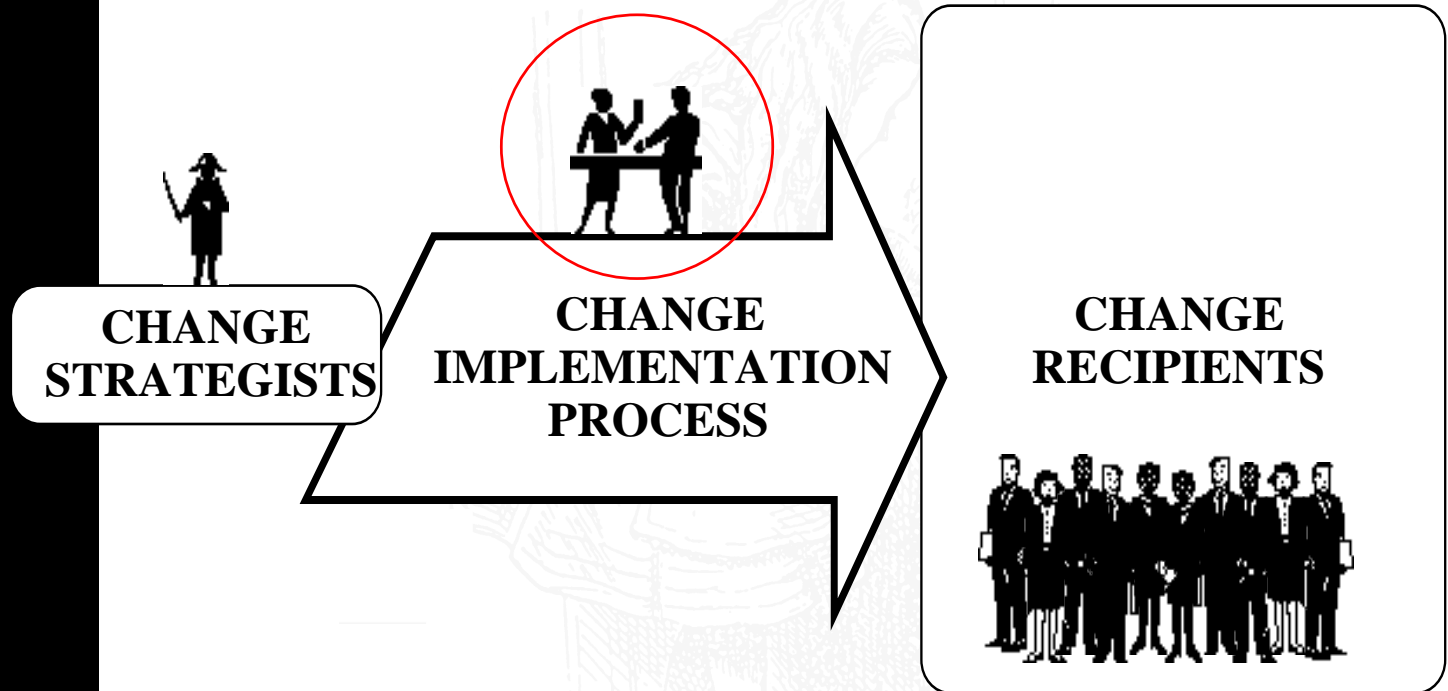 CHANGE
STRATEGISTS
CHANGE
IMPLEMENTATION
PROCESS
CHANGE
RECIPIENTS